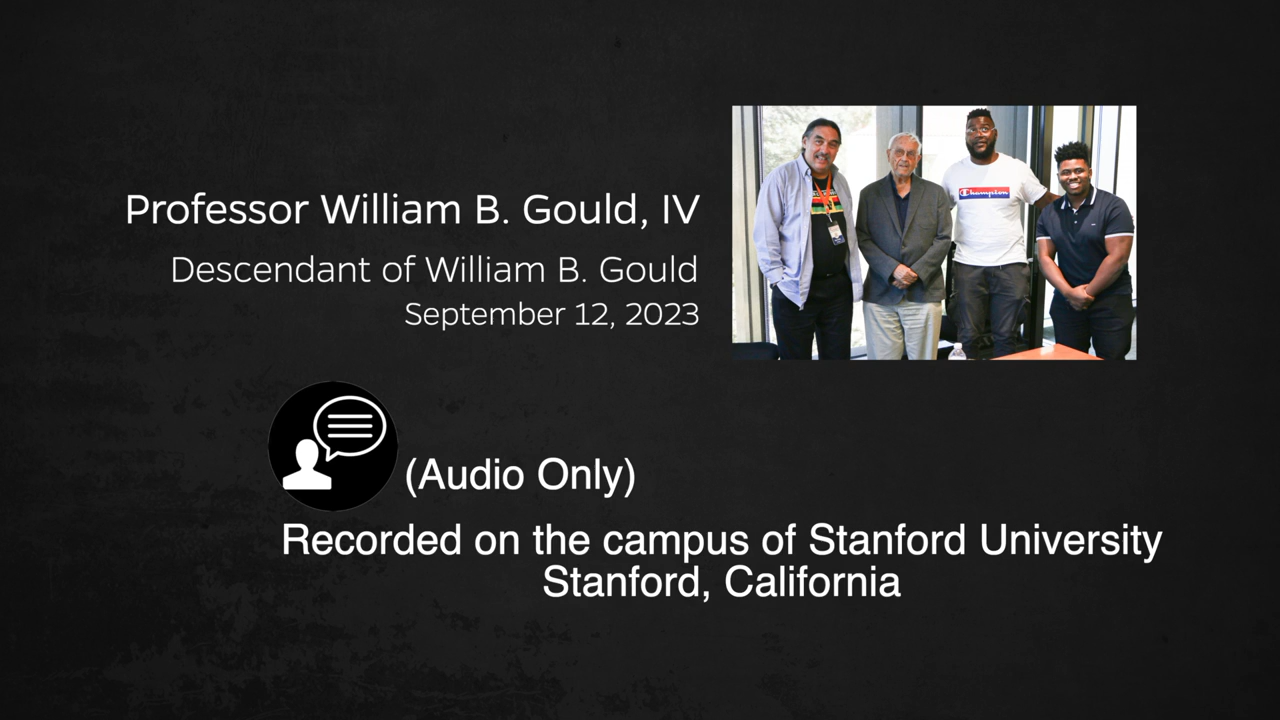 Professor William B. Gould, IV
Descendant of William B. Gould
September 12, 2023
Champion
(Audio Only)
Recorded on the campus of Stanford University
Stanford, California